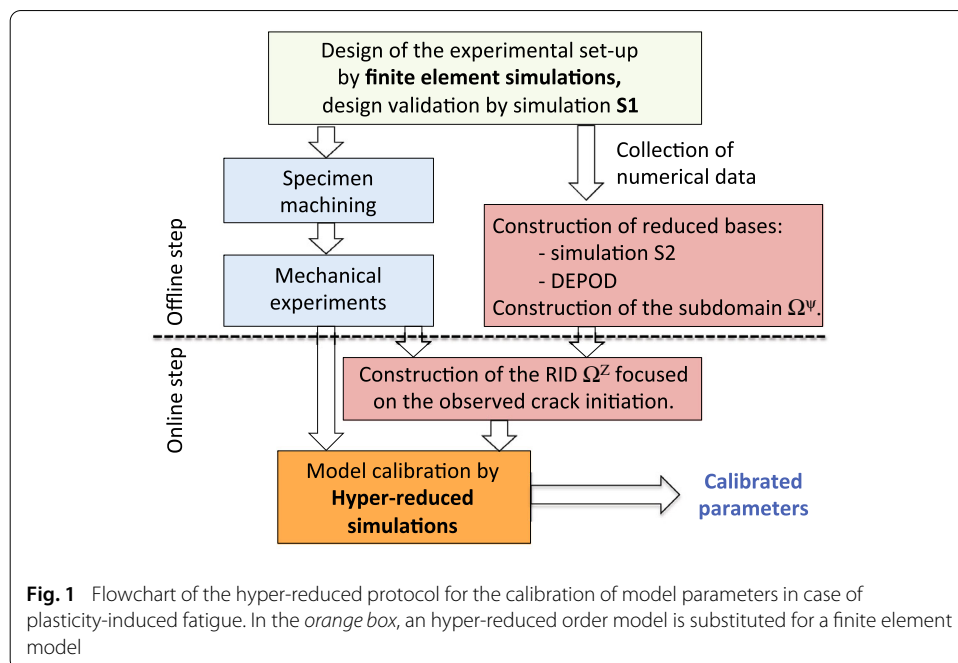 Design of the experimental set-up
by finite element simulations,
design validation by simulation S1
Collection of
numerical data
Specimen
machining
Mechanical
experiments
Construction of reduced bases:
- simulation S2
- DEPOD
Construction of the subdomain Ωᵠ.
Offline step
Online step
Construction of the RID Ωᶻ focused
on the observed crack initiation.
Model calibration by
Hyper-reduced
simulations
Calibrated
parameters
Fig. 1 Flowchart of the hyper-reduced protocol for the calibration of model parameters in case of
plasticity-induced fatigue. In the orange box, an hyper-reduced order model is substituted for a finite element
model